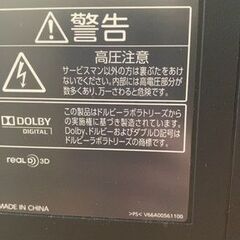 警告
高圧注意
サービスマン以外の方は裏ぶたをあ
けないでください。内部には高電圧部分が
数多くあり、万一さわると危険です。
DOLBY
DIGITAL
この製品はドルビーラボラトリーズから
の実施権に基づき製造されています。
Dolby、ドルビーおよびダブルD記号は
ドルビーラボラトリーズの商標です。
REAL D 3D
MADE IN CHINA
>PS< V66A00561100